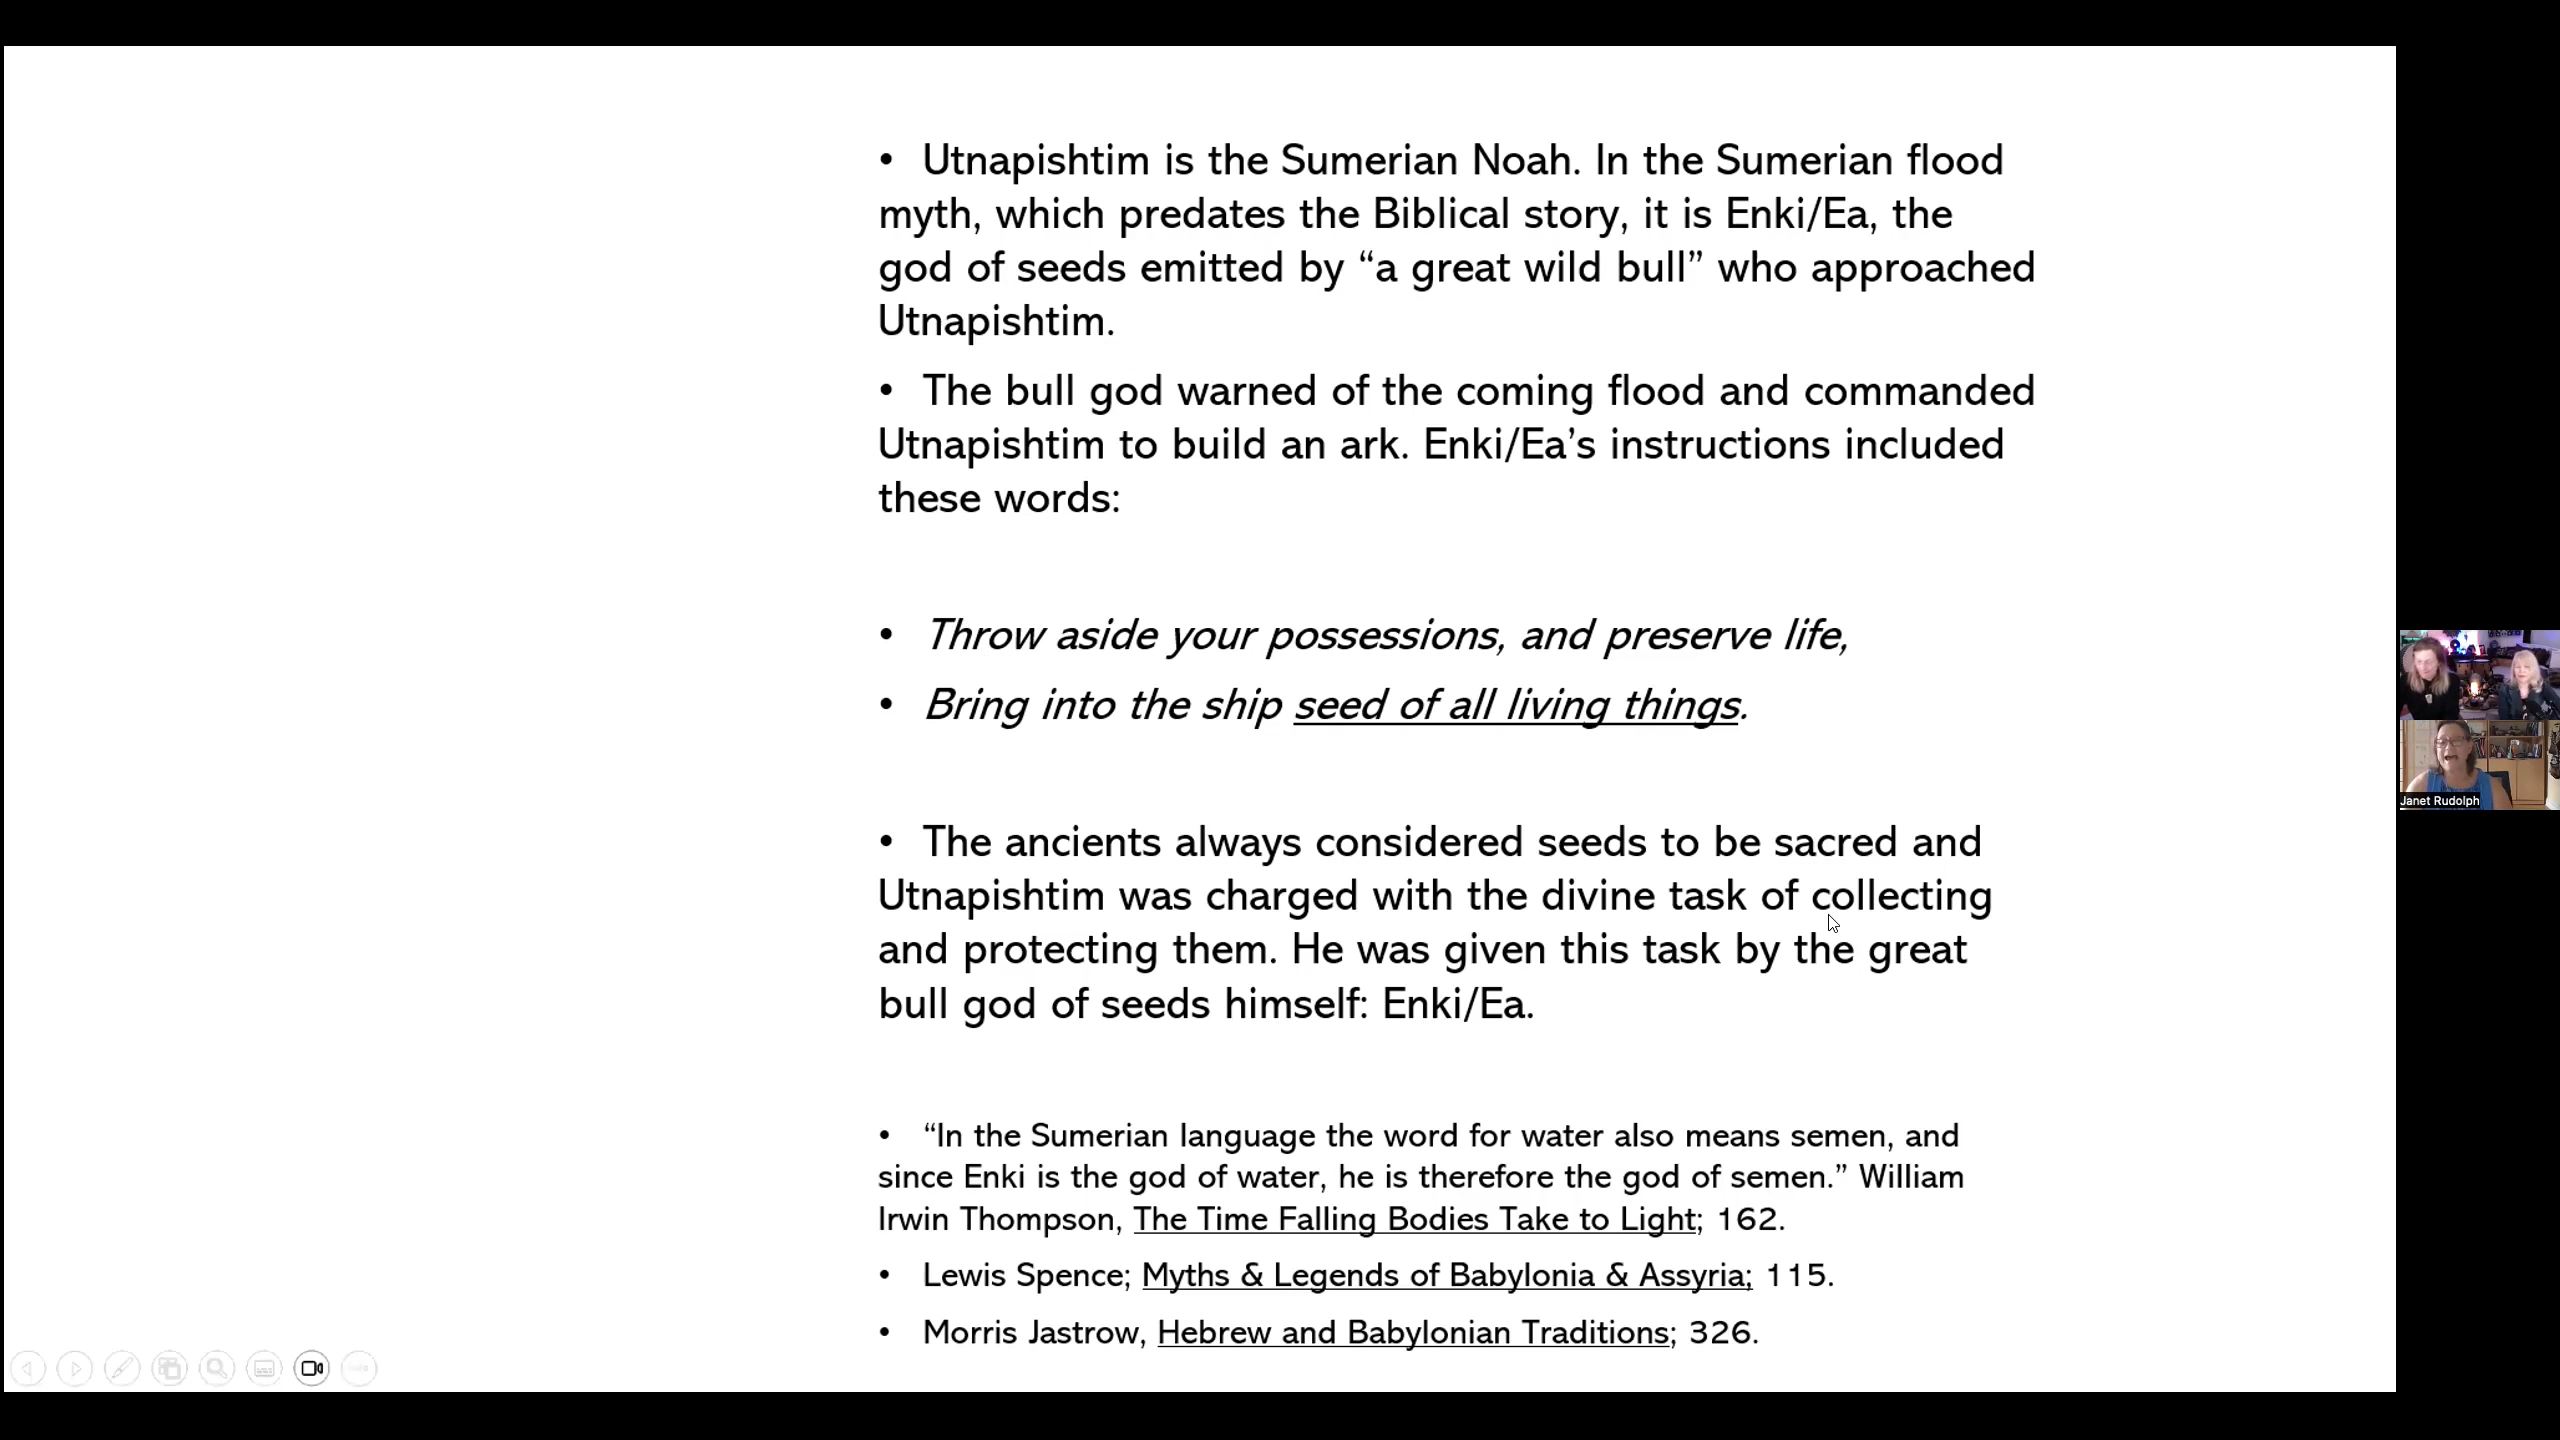 • Utnapishtim is the Sumerian Noah. In the Sumerian flood
myth, which predates the Biblical story, it is Enki/Ea, the
god of seeds emitted by “a great wild bull” who approached
Utnapishtim.
• The bull god warned of the coming flood and commanded
Utnapishtim to build an ark. Enki/Ea’s instructions included
these words:
• Throw aside your possessions, and preserve life,
• Bring into the ship seed of all living things.
• The ancients always considered seeds to be sacred and
Utnapishtim was charged with the divine task of collecting
and protecting them. He was given this task by the great
bull god of seeds himself: Enki/Ea.
• “In the Sumerian language the word for water also means semen, and
since Enki is the god of water, he is therefore the god of semen.” William
Irwin Thompson, The Time Falling Bodies Take to Light; 162.
• Lewis Spence; Myths & Legends of Babylonia & Assyria; 115.
• Morris Jastrow, Hebrew and Babylonian Traditions; 326.
Janet Rudolph